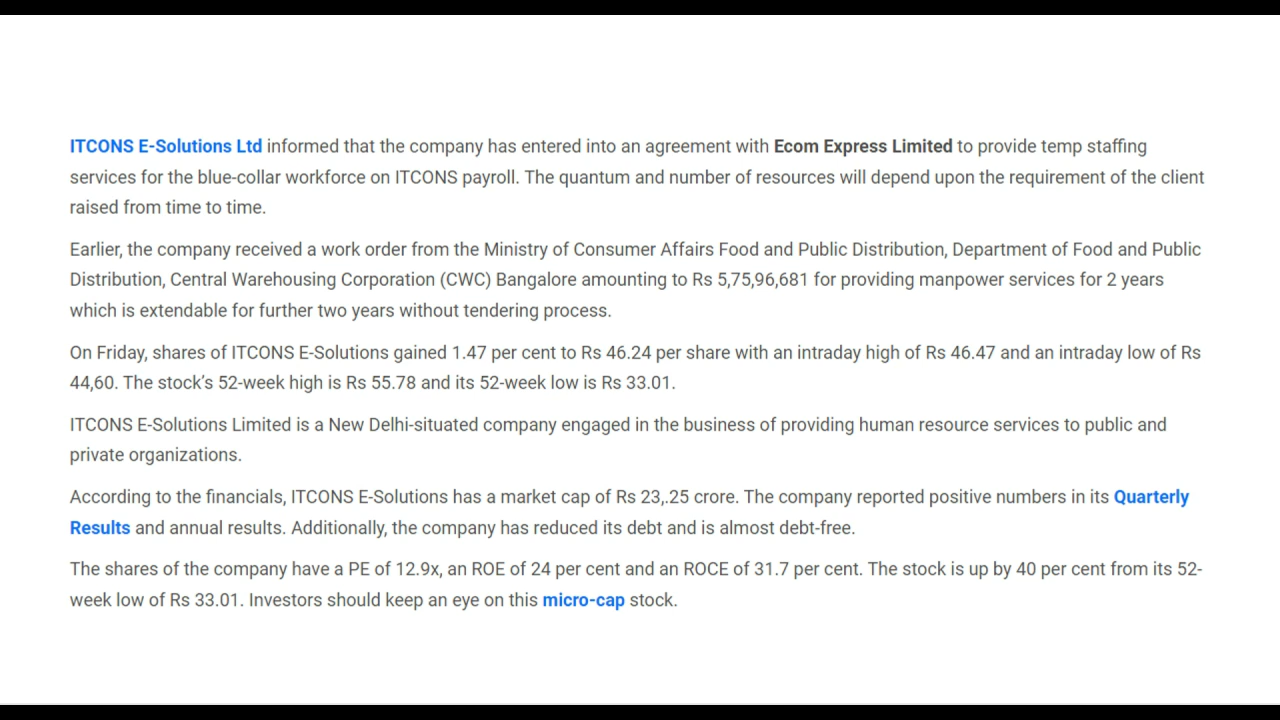 ITCONS E-Solutions Ltd informed that the company has entered into an agreement with Ecom Express Limited to provide temp staffing
services for the blue-collar workforce on ITCONS payroll. The quantum and number of resources will depend upon the requirement of the client
raised from time to time.
Earlier, the company received a work order from the Ministry of Consumer Affairs Food and Public Distribution, Department of Food and Public
Distribution, Central Warehousing Corporation (CWC) Bangalore amounting to Rs 5,75,96,681 for providing manpower services for 2 years
which is extendable for further two years without tendering process.
On Friday, shares of ITCONS E-Solutions gained 1.47 per cent to Rs 46.24 per share with an intraday high of Rs 46.47 and an intraday low of Rs
44,60. The stock’s 52-week high is Rs 55.78 and its 52-week low is Rs 33.01.
ITCONS E-Solutions Limited is a New Delhi-situated company engaged in the business of providing human resource services to public and
private organizations.
According to the financials, ITCONS E-Solutions has a market cap of Rs 23,.25 crore. The company reported positive numbers in its Quarterly
Results and annual results. Additionally, the company has reduced its debt and is almost debt-free.
The shares of the company have a PE of 12.9x, an ROE of 24 per cent and an ROCE of 31.7 per cent. The stock is up by 40 per cent from its 52-
week low of Rs 33.01. Investors should keep an eye on this micro-cap stock.